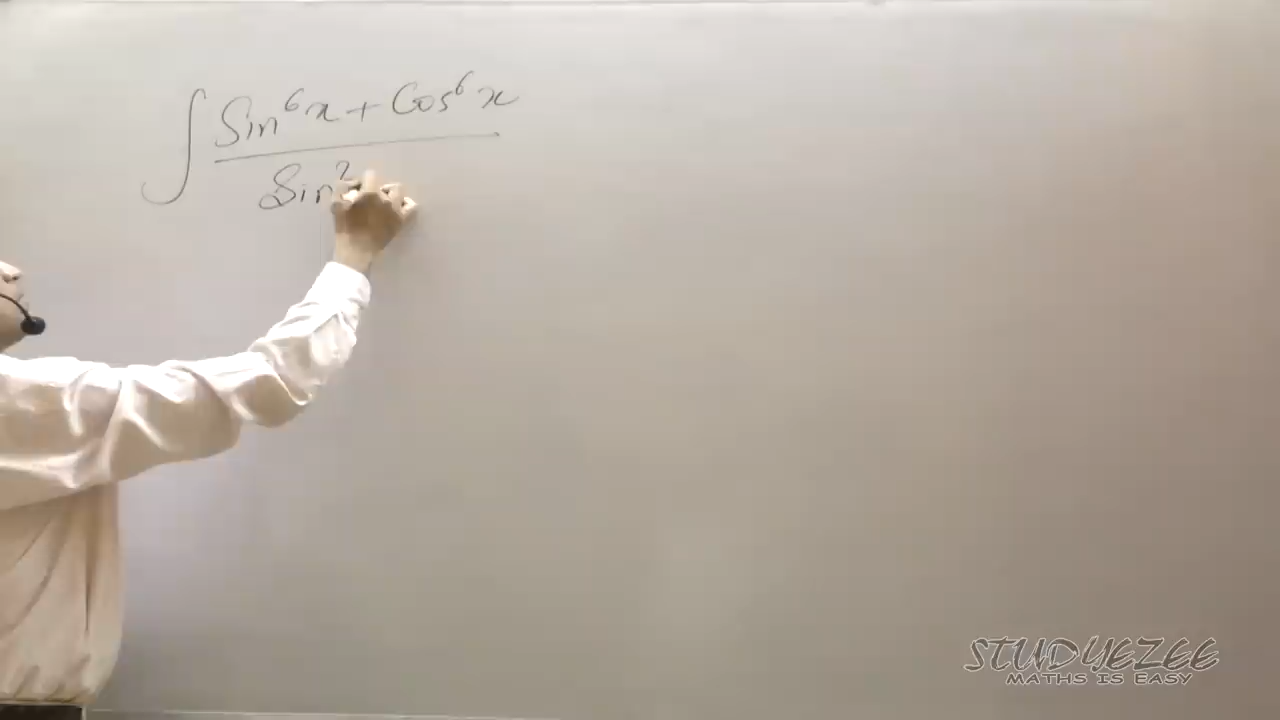 ∫ Sin⁶x + Cos⁶x
Sin²
STUDYEZEE
MATHS IS EASY